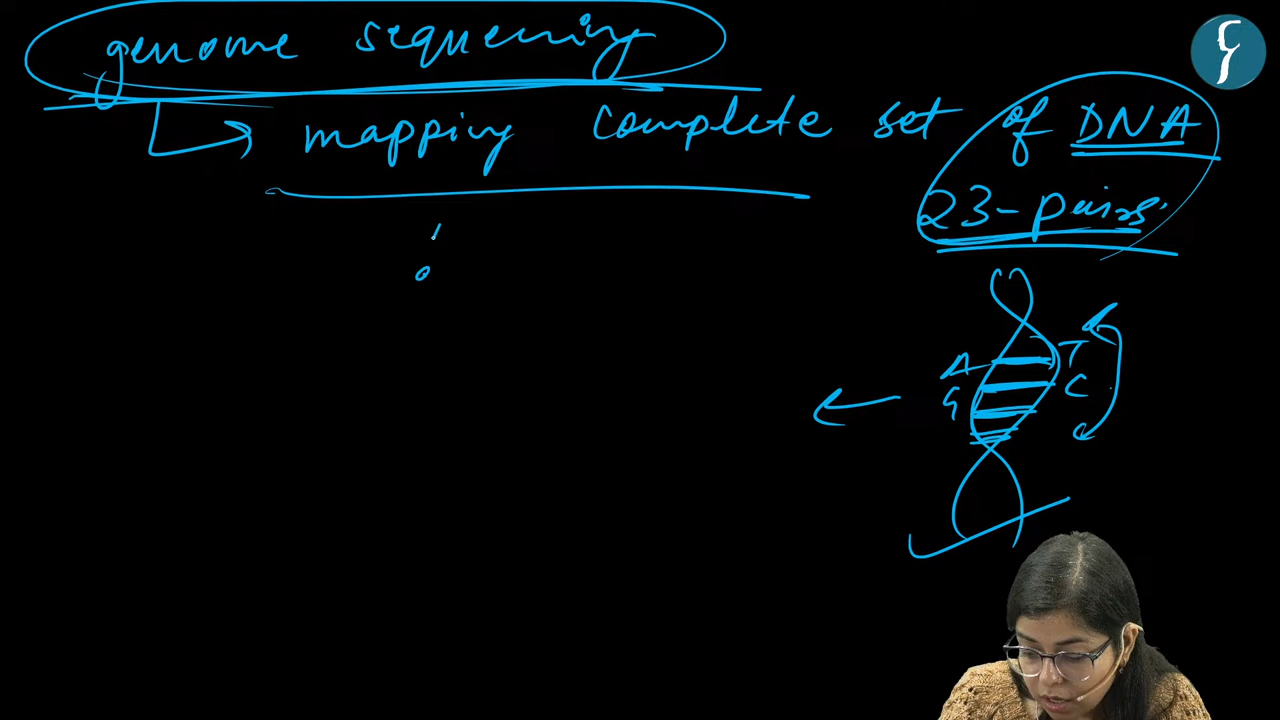 genome sequencing
mapping complete set of DNA
23-pairs.
A T
G C